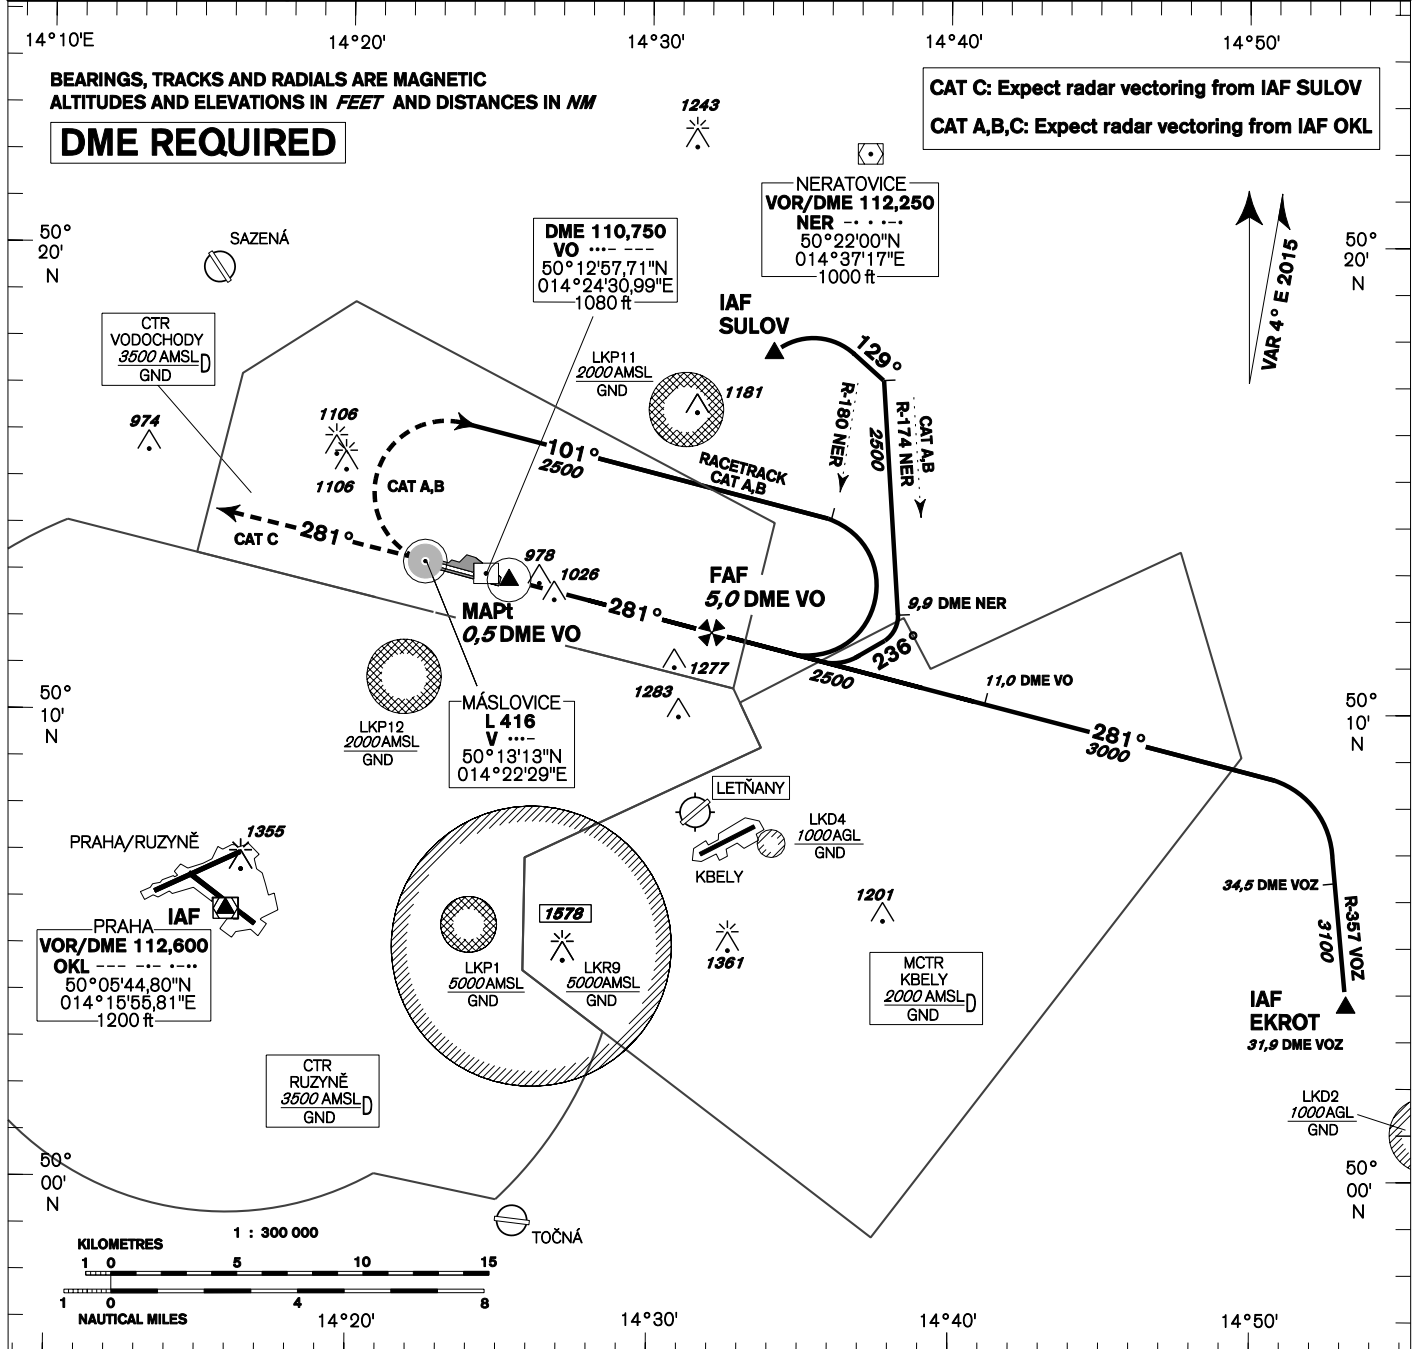 14°10'E
14°20'
14°30'
14°40'
14°50'
BEARINGS, TRACKS AND RADIALS ARE MAGNETIC
ALTITUDES AND ELEVATIONS IN FEET AND DISTANCES IN NM
DME REQUIRED
CAT C: Expect radar vectoring from IAF SULOV
CAT A,B,C: Expect radar vectoring from IAF OKL
1243
NERATOVICE
VOR/DME 112,250
NER -· · ·-·
50°22'00"N
014°37'17"E
1000 ft
VAR 4° E 2015
50°
20'
N
50°
20'
N
SAZENÁ
DME 110,750
VO ···- ---
50°12'57,71"N
014°24'30,99"E
1080 ft
IAF
SULOV
129°
CTR
VODOCHODY
3500 AMSL D
GND
LKP11
2000 AMSL
GND
1181
R-180 NER
2500
R-174 NER
CAT A,B
974
1106
1106
CAT A,B
101°
2500
RACETRACK
CAT A,B
CAT C
281°
978
1026
MAPt
0,5 DME VO
281°
FAF
5,0 DME VO
9,9 DME NER
236°
2500
11,0 DME VO
281°
3000
1277
1283
50°
10'
N
50°
10'
N
LKP12
2000 AMSL
GND
MÁSLOVICE
L 416
V ···-
50°13'13"N
014°22'29"E
LETŇANY
LKD4
1000 AGL
GND
KBELY
PRAHA/RUZYNĚ
1355
IAF
PRAHA
VOR/DME 112,600
OKL --- -·- ·-··
50°05'44,80"N
014°15'55,81"E
1200 ft
1578
LKP1
5000 AMSL
GND
LKR9
5000 AMSL
GND
1361
1201
MCTR
KBELY
2000 AMSL D
GND
34,5 DME VOZ
R-357 VOZ
3100
IAF
EKROT
31,9 DME VOZ
CTR
RUZYNĚ
3500 AMSL D
GND
LKD2
1000 AGL
GND
50°
00'
N
50°
00'
N
TOČNÁ
1 : 300 000
KILOMETRES
1 0 5 10 15
1 0 4 8
NAUTICAL MILES
14°20'
14°30'
14°40'
14°50'